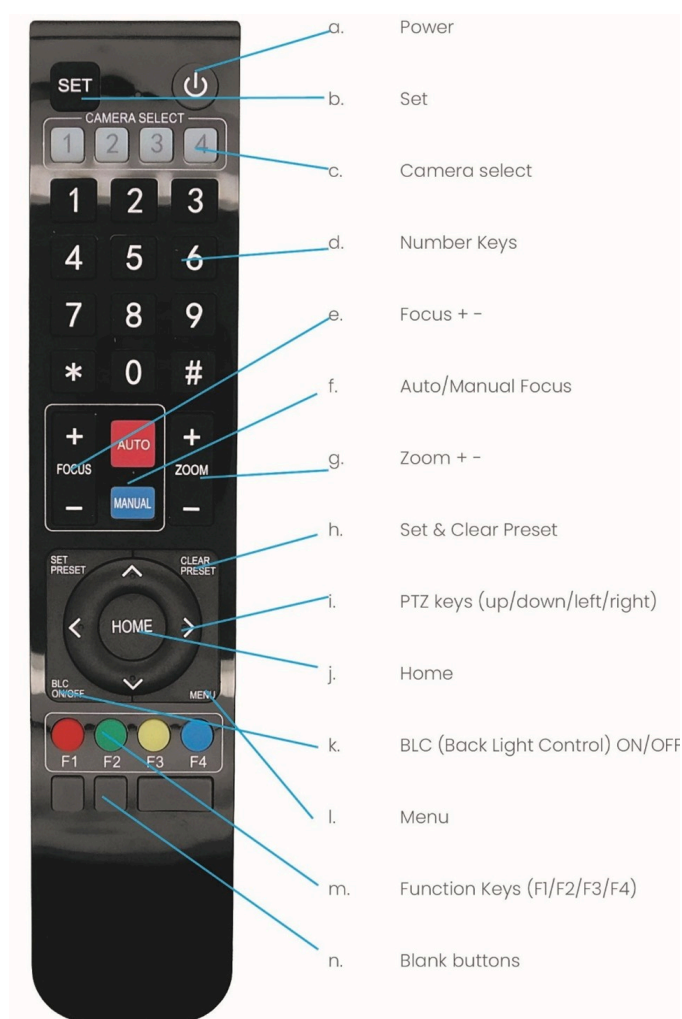 a. Power
SET
b. Set
CAMERA SELECT
1 2 3 4
c. Camera select
1 2 3
d. Number Keys
4 5 6
e. Focus + -
7 8 9
* 0 #
f. Auto/Manual Focus
+ AUTO +
FOCUS ZOOM
g. Zoom + -
- MANUAL -
h. Set & Clear Preset
SET
PRESET
CLEAR
PRESET
i. PTZ keys (up/down/left/right)
HOME
j. Home
BLC
ON/OFF
MENU
k. BLC (Back Light Control) ON/OFF
F1 F2 F3 F4
l. Menu
m. Function Keys (F1/F2/F3/F4)
n. Blank buttons